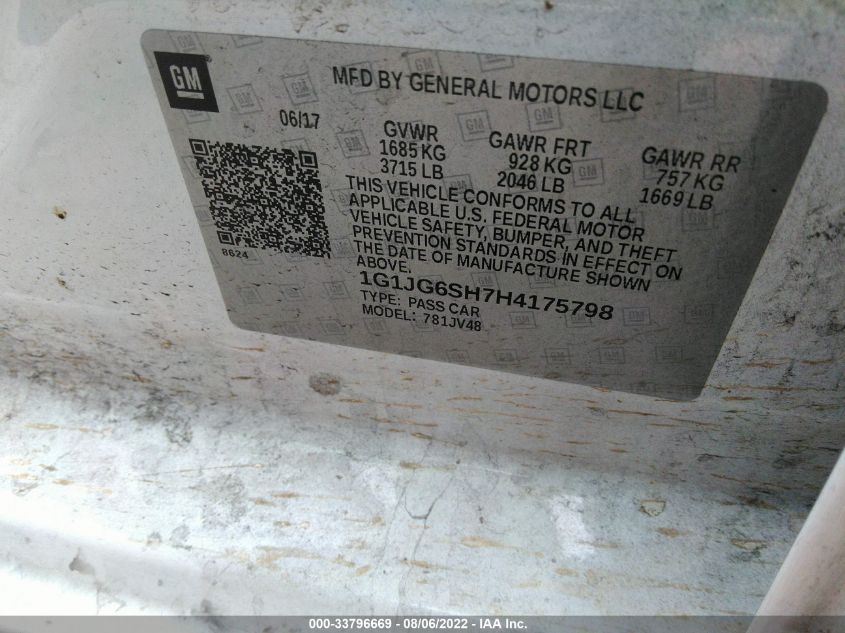 GM
MFD BY GENERAL MOTORS LLC
06/17
GVWR
1685 KG
3715 LB
GAWR FRT
928 KG
2046 LB
GAWR RR
757 KG
1669 LB
THIS VEHICLE CONFORMS TO ALL
APPLICABLE U.S. FEDERAL MOTOR
VEHICLE SAFETY, BUMPER, AND THEFT
PREVENTION STANDARDS IN EFFECT ON
THE DATE OF MANUFACTURE SHOWN
ABOVE.
8624
1G1JG6SH7H4175798
TYPE: PASS CAR
MODEL: 781JV48
000-33796669 - 08/06/2022 - IAA Inc.